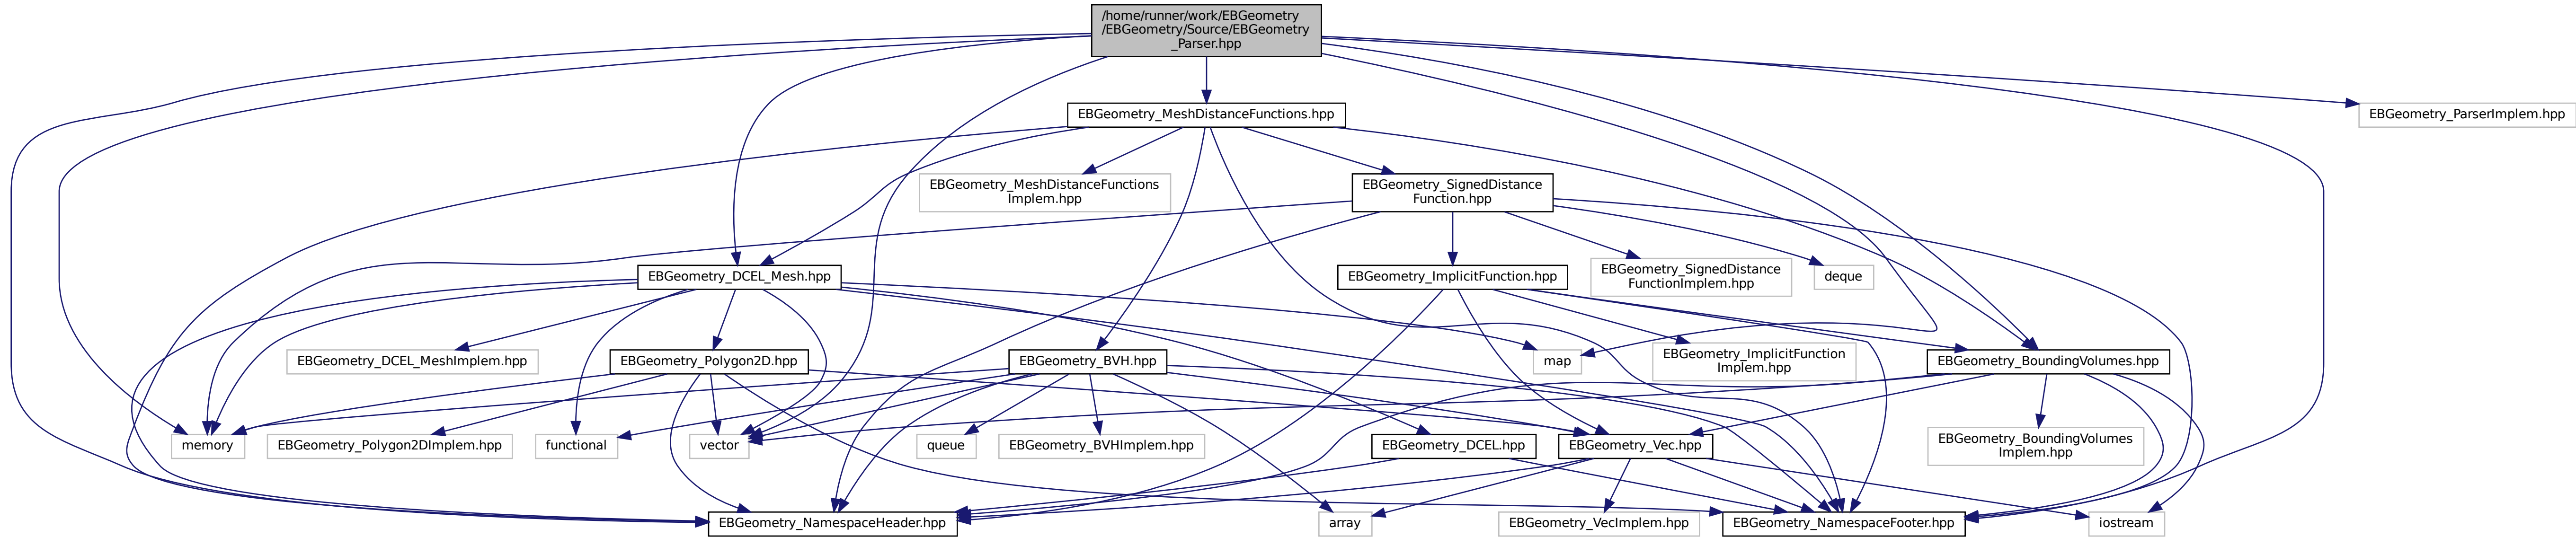 /home/runner/work/EBGeometry
/EBGeometry/Source/EBGeometry
_Parser.hpp
EBGeometry_MeshDistanceFunctions.hpp
EBGeometry_ParserImplem.hpp
EBGeometry_MeshDistanceFunctions
Implem.hpp
EBGeometry_SignedDistance
Function.hpp
EBGeometry_DCEL_Mesh.hpp
EBGeometry_ImplicitFunction.hpp
EBGeometry_SignedDistance
FunctionImplem.hpp
deque
EBGeometry_DCEL_MeshImplem.hpp
EBGeometry_Polygon2D.hpp
EBGeometry_BVH.hpp
map
EBGeometry_ImplicitFunction
Implem.hpp
EBGeometry_BoundingVolumes.hpp
memory
EBGeometry_Polygon2DImplem.hpp
functional
vector
queue
EBGeometry_BVHImplem.hpp
EBGeometry_DCEL.hpp
EBGeometry_Vec.hpp
EBGeometry_BoundingVolumes
Implem.hpp
EBGeometry_NamespaceHeader.hpp
array
EBGeometry_VecImplem.hpp
EBGeometry_NamespaceFooter.hpp
iostream